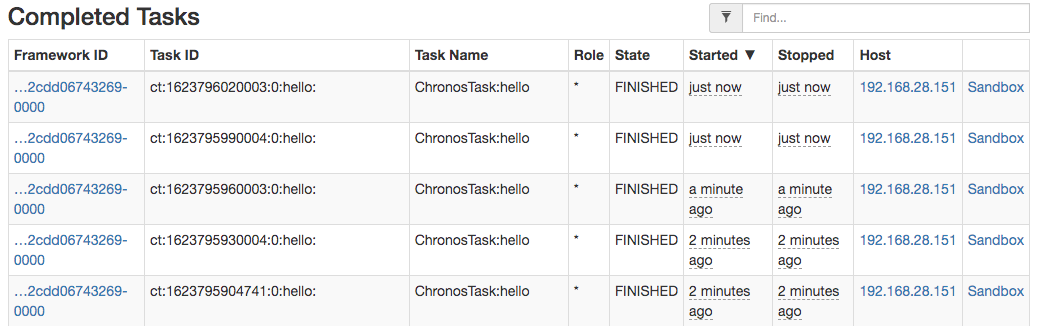 Completed Tasks
Find...
Framework ID Task ID Task Name Role State Started ▼ Stopped Host
…2cdd06743269- ct:1623796020003:0:hello: ChronosTask:hello * FINISHED just now just now 192.168.28.151 Sandbox
0000
…2cdd06743269- ct:1623795990004:0:hello: ChronosTask:hello * FINISHED just now just now 192.168.28.151 Sandbox
0000
…2cdd06743269- ct:1623795960003:0:hello: ChronosTask:hello * FINISHED a minute a minute 192.168.28.151 Sandbox
0000 ago ago
…2cdd06743269- ct:1623795930004:0:hello: ChronosTask:hello * FINISHED 2 minutes 2 minutes 192.168.28.151 Sandbox
0000 ago ago
…2cdd06743269- ct:1623795904741:0:hello: ChronosTask:hello * FINISHED 2 minutes 2 minutes 192.168.28.151 Sandbox
0000 ago ago